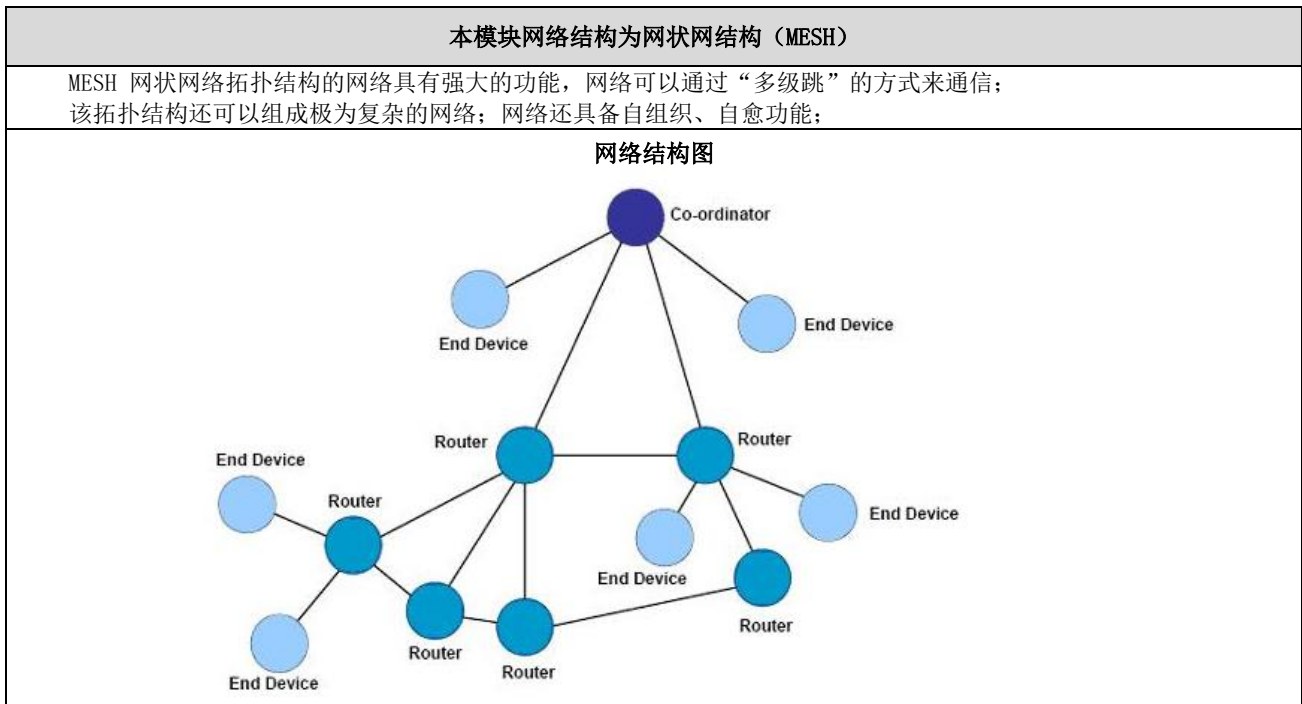 本模块网络结构为网状网结构（MESH）
MESH 网状网络拓扑结构的网络具有强大的功能，网络可以通过“多级跳”的方式来通信；
该拓扑结构还可以组成极为复杂的网络；网络还具备自组织、自愈功能；
网络结构图
Co-ordinator
End Device
End Device
Router
Router
End Device
Router
End Device
End Device
Router
Router
Router
End Device